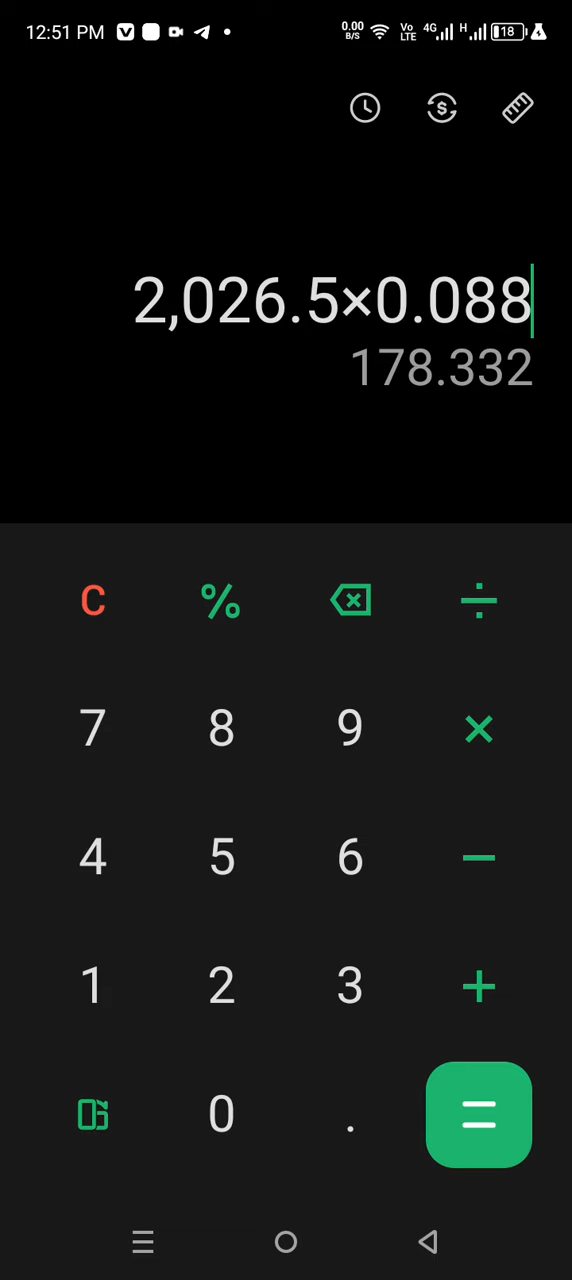 12:51 PM
0.00 B/S Vo LTE 4G H 18
2,026.5×0.088
178.332
C % ÷
7 8 9 ×
4 5 6 −
1 2 3 +
0 . =